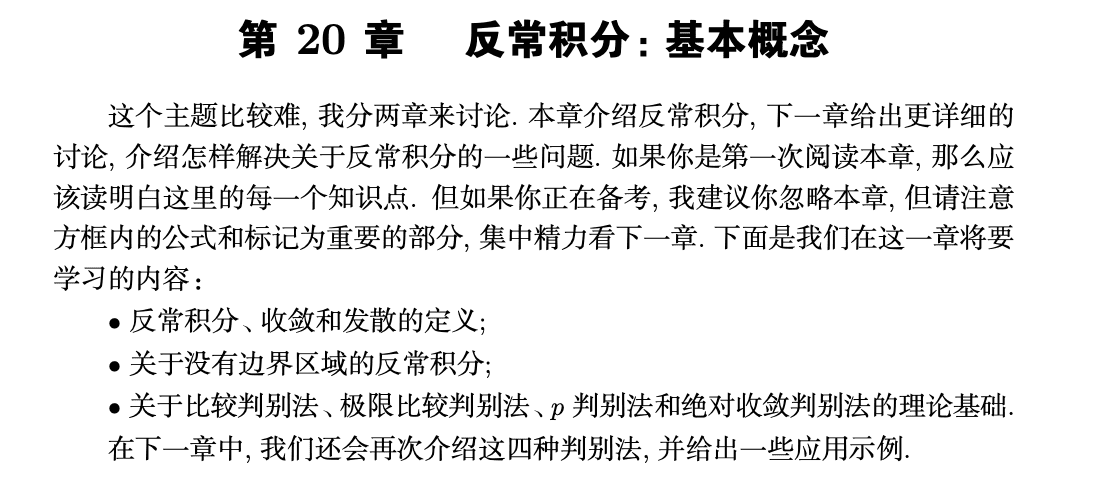 第 20 章 反常积分: 基本概念
这个主题比较难, 我分两章来讨论. 本章介绍反常积分, 下一章给出更详细的
讨论, 介绍怎样解决关于反常积分的一些问题. 如果你是第一次阅读本章, 那么应
该读明白这里的每一个知识点. 但如果你正在备考, 我建议你忽略本章, 但请注意
方框内的公式和标记为重要的部分, 集中精力看下一章. 下面是我们在这一章将要
学习的内容:
• 反常积分、收敛和发散的定义;
• 关于没有边界区域的反常积分;
• 关于比较判别法、极限比较判别法、p 判别法和绝对收敛判别法的理论基础.
在下一章中, 我们还会再次介绍这四种判别法, 并给出一些应用示例.